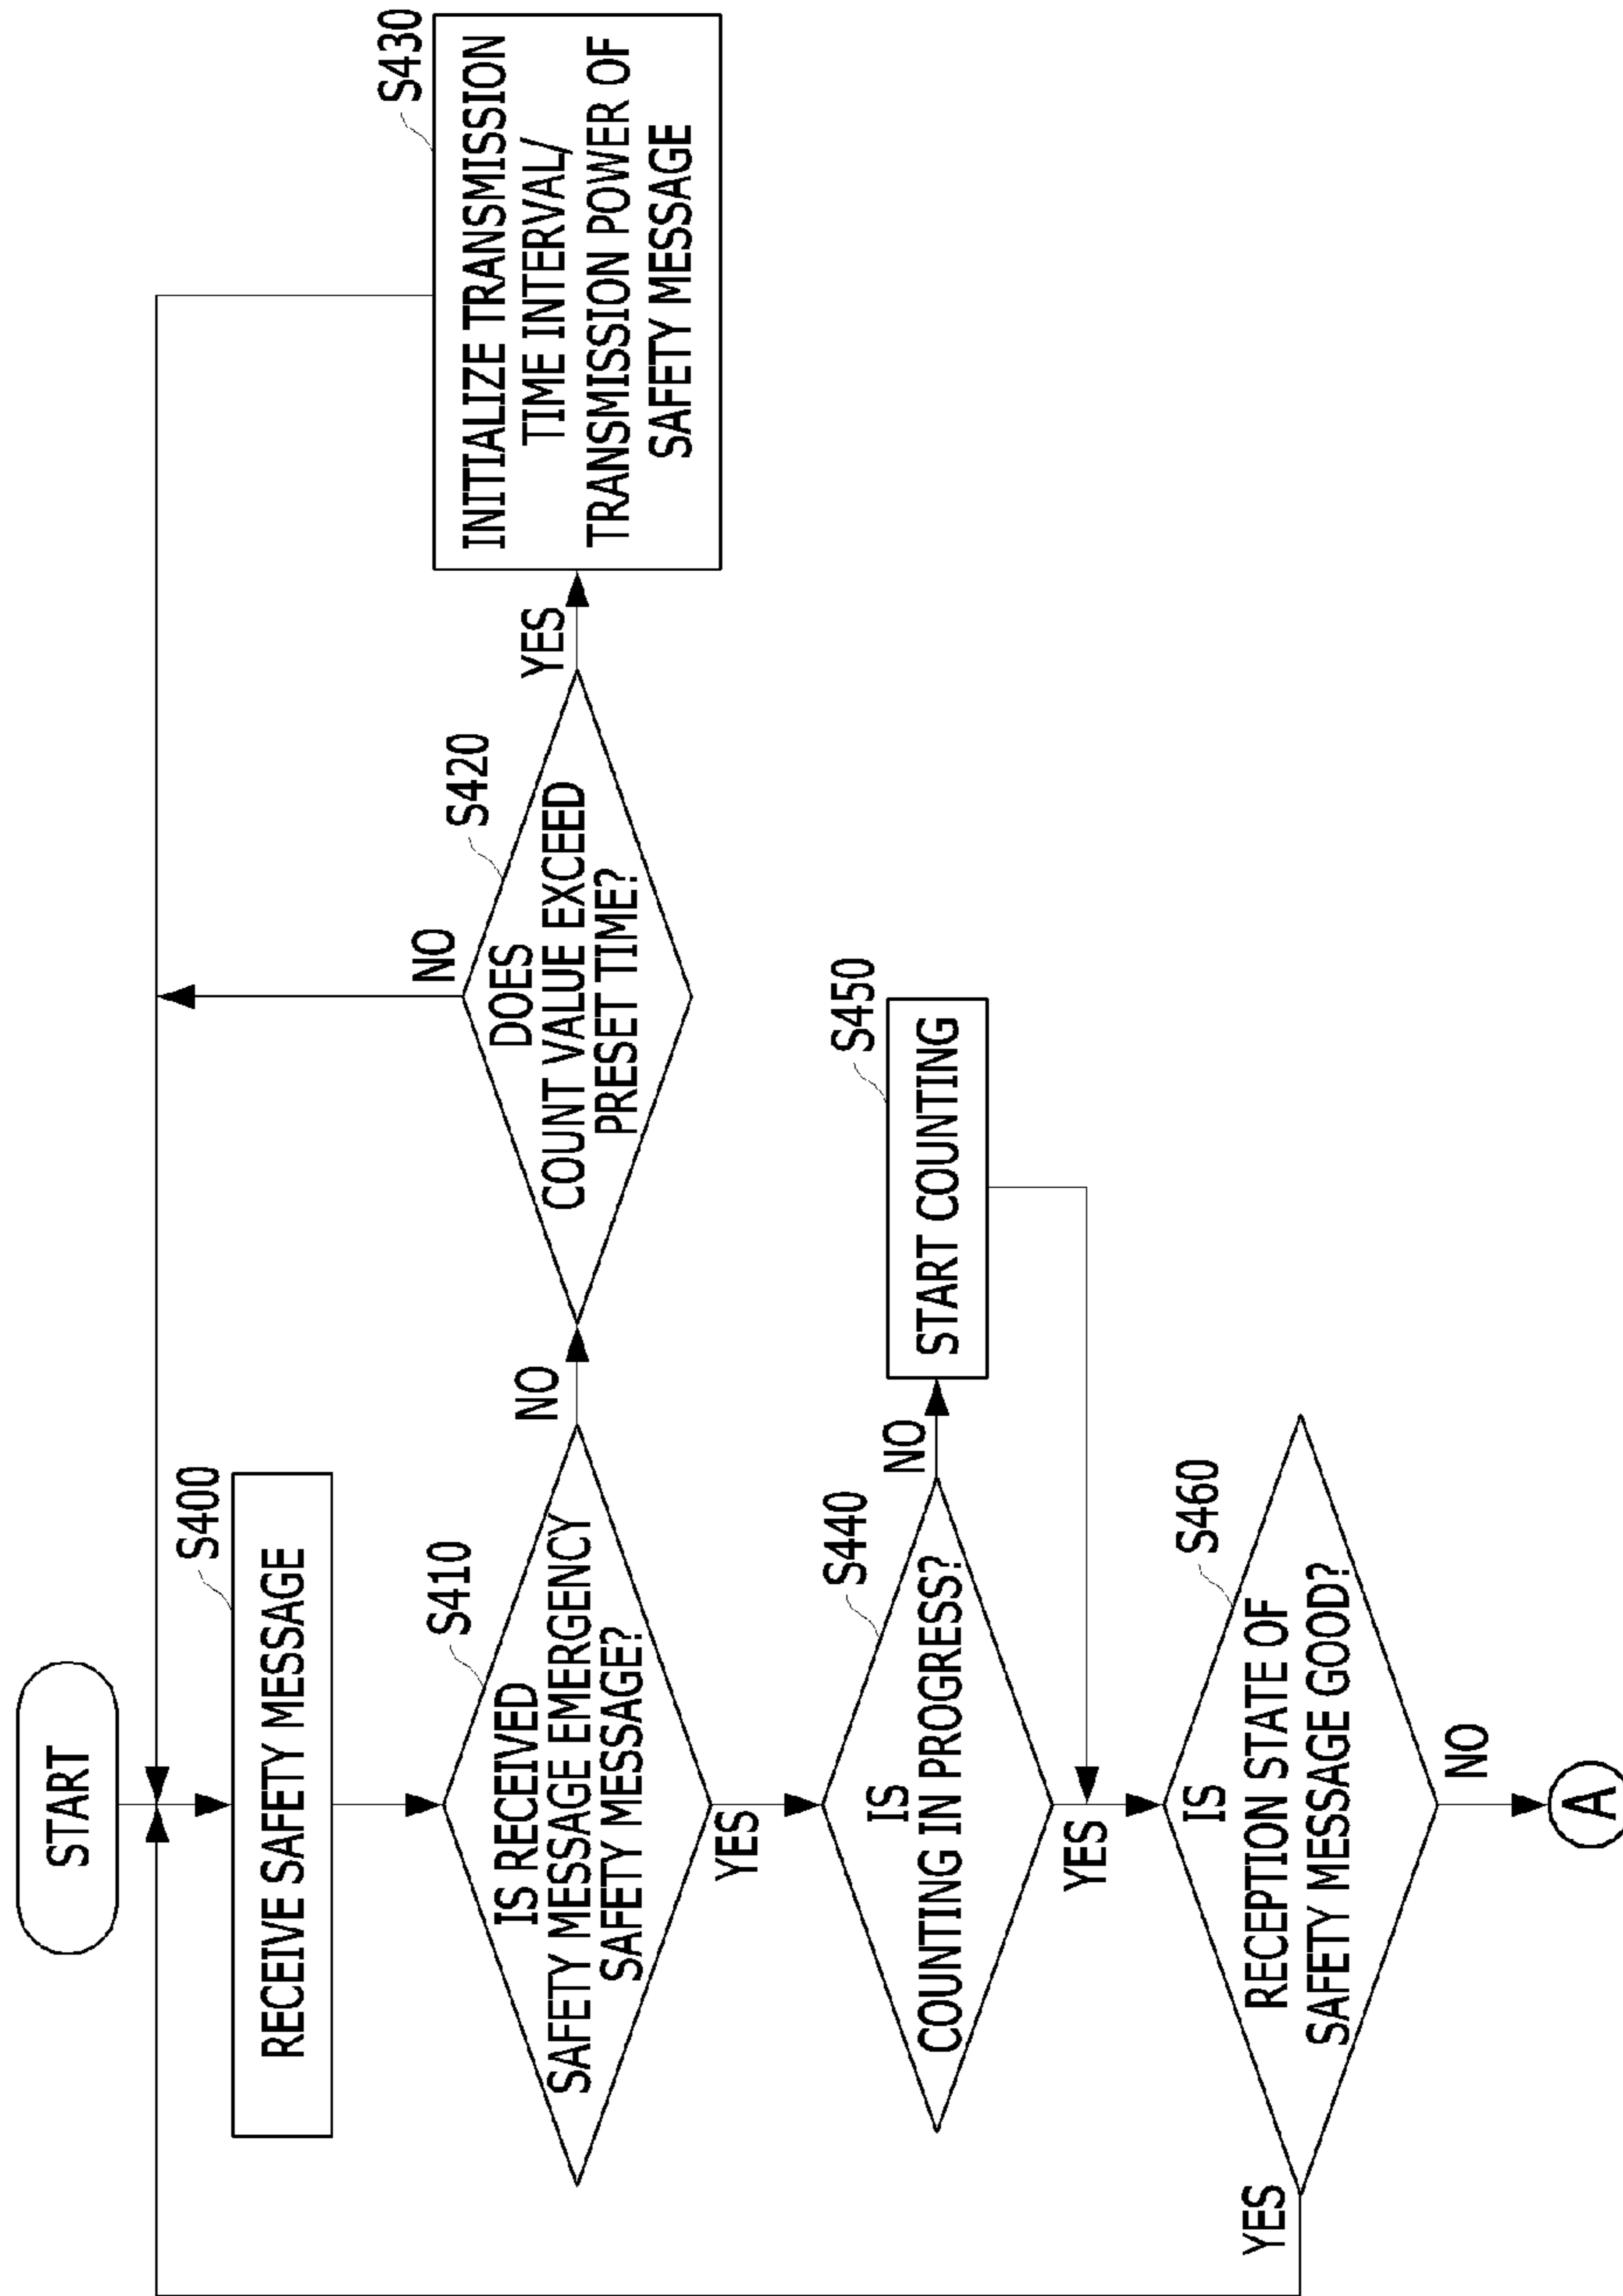 START
S400
RECEIVE SAFETY MESSAGE
S410
IS RECEIVED
SAFETY MESSAGE EMERGENCY
SAFETY MESSAGE?
NO
YES
S420
DOES
COUNT VALUE EXCEED
PRESET TIME?
NO
YES
S430
INITIALIZE TRANSMISSION
TIME INTERVAL/
TRANSMISSION POWER OF
SAFETY MESSAGE
S440
IS
COUNTING IN PROGRESS?
NO
YES
S450
START COUNTING
S460
IS
RECEPTION STATE OF
SAFETY MESSAGE GOOD?
YES
NO
A